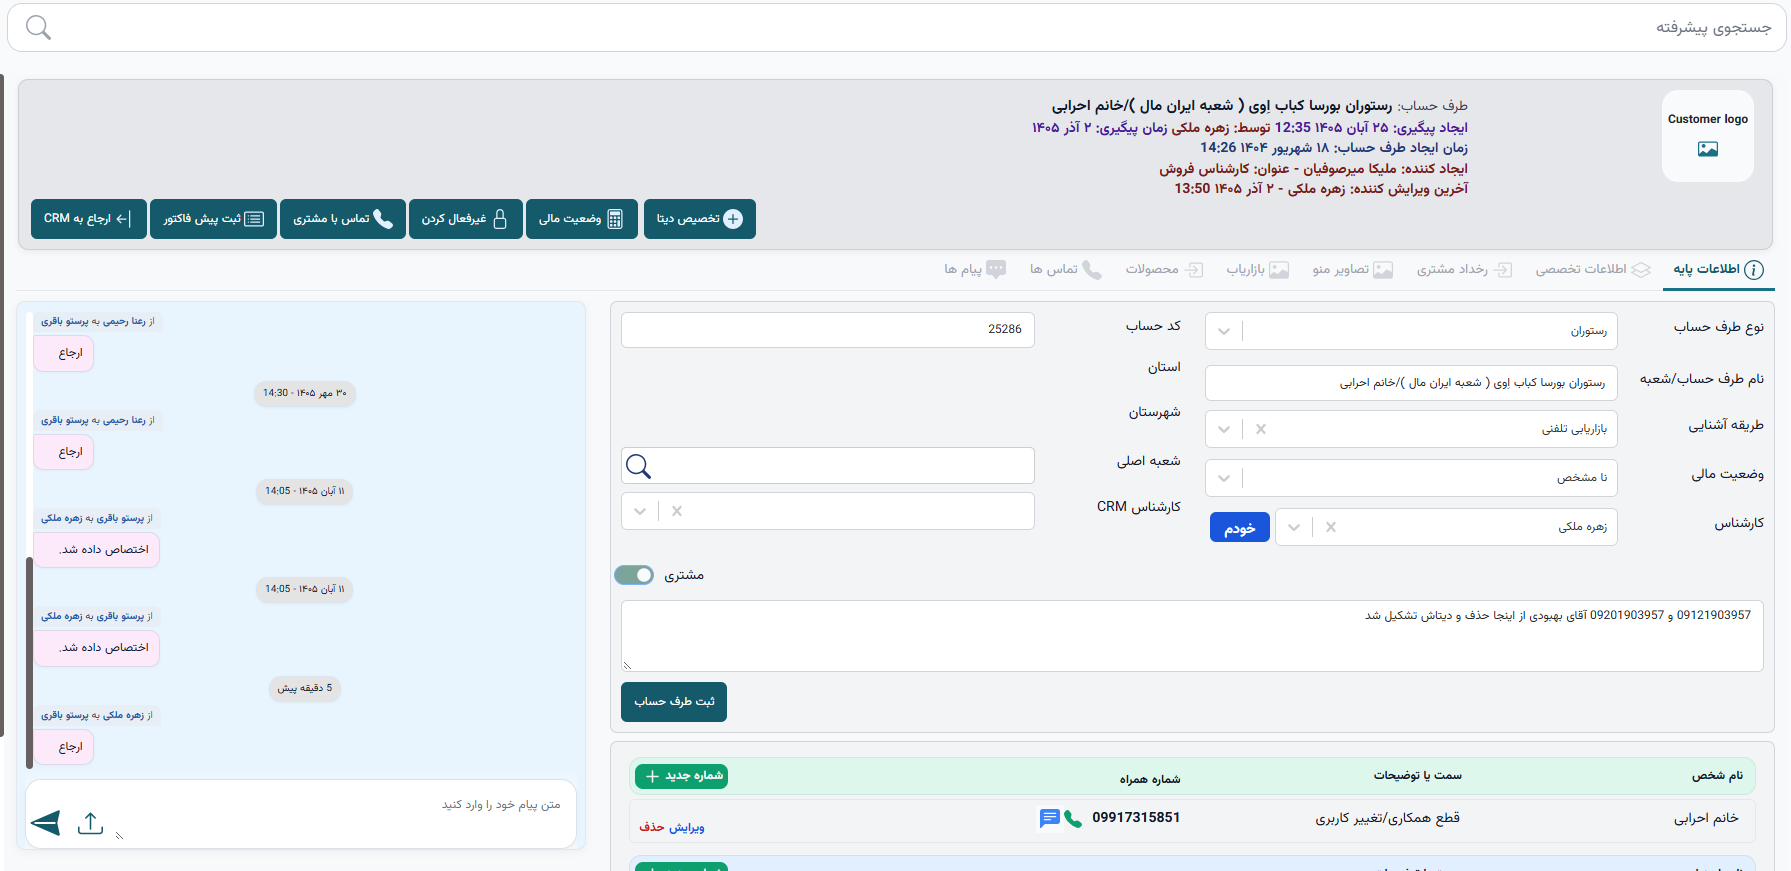 جستجوی پیشرفته
Customer logo
طرف حساب: رستوران بورسا کباب اِوی ( شعبه ایران مال )/خانم احرابی
ایجاد پیگیری: ۲۵ آبان ۱۴۰۵ 12:35 توسط: زهره ملکی زمان پیگیری: ۲ آذر ۱۴۰۵
زمان ایجاد طرف حساب: ۱۸ شهریور ۱۴۰۴ 14:26
ایجاد کننده: ملیکا میرصوفیان - عنوان: کارشناس فروش
آخرین ویرایش کننده: زهره ملکی - ۲ آذر ۱۴۰۵ 13:50
تخصیص دیتا
وضعیت مالی
غیرفعال کردن
تماس با مشتری
ثبت پیش فاکتور
ارجاع به CRM
اطلاعات پایه
اطلاعات تخصصی
رخداد مشتری
تصاویر منو
بازاریاب
محصولات
تماس ها
پیام ها
نوع طرف حساب
رستوران
کد حساب
25286
استان
نام طرف حساب/شعبه
رستوران بورسا کباب اِوی ( شعبه ایران مال )/خانم احرابی
شهرستان
طریقه آشنایی
بازاریابی تلفنی
شعبه اصلی
وضعیت مالی
نا مشخص
کارشناس CRM
کارشناس
زهره ملکی
خودم
مشتری
09121903957 و 09201903957 آقای بهبودی از اینجا حذف و دیتاش تشکیل شد
ثبت طرف حساب
نام شخص
سمت یا توضیحات
شماره همراه
شماره جدید +
خانم احرابی
قطع همکاری/تغییر کاربری
09917315851
ویرایش حذف
از رعنا رحیمی به پرستو باقری
ارجاع
۳۰ مهر ۱۴۰۵ - 14:30
از رعنا رحیمی به پرستو باقری
ارجاع
۱۱ آبان ۱۴۰۵ - 14:05
از پرستو باقری به زهره ملکی
اختصاص داده شد.
۱۱ آبان ۱۴۰۵ - 14:05
از پرستو باقری به زهره ملکی
اختصاص داده شد.
5 دقیقه پیش
از زهره ملکی به پرستو باقری
ارجاع
متن پیام خود را وارد کنید